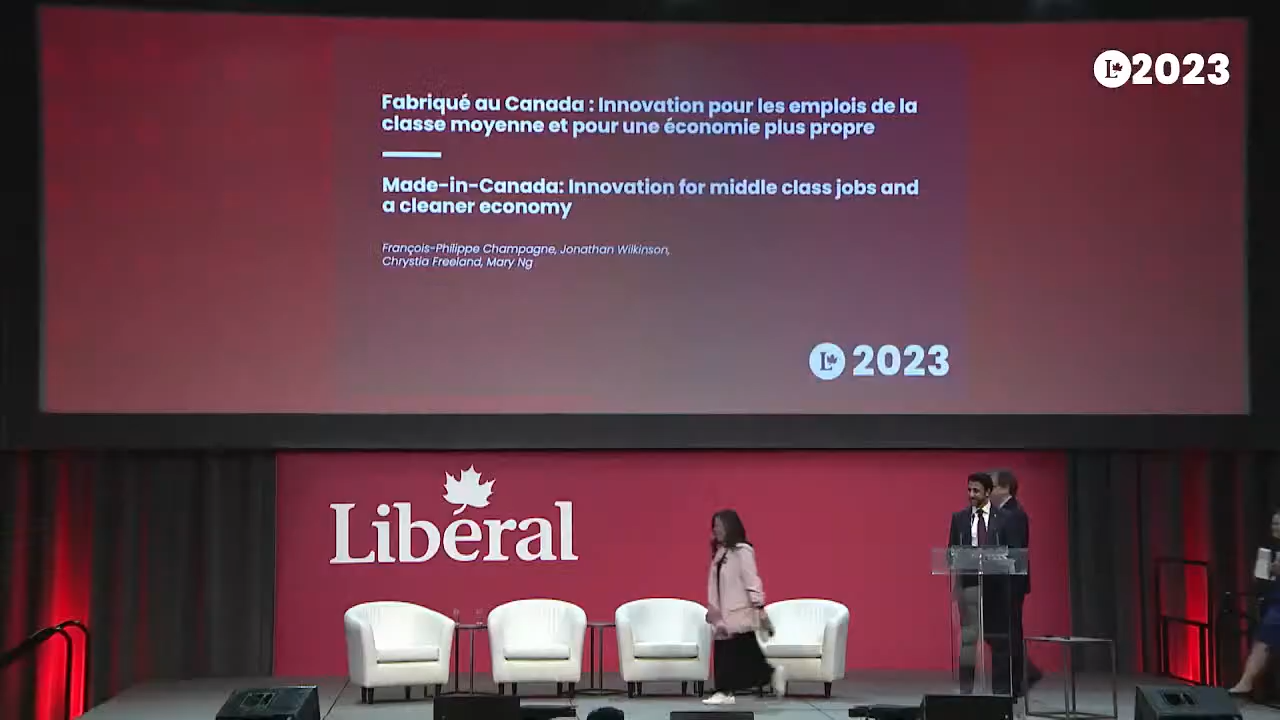 2023
Fabriqué au Canada : Innovation pour les emplois de la
classe moyenne et pour une économie plus propre
Made-in-Canada: Innovation for middle class jobs and
a cleaner economy
François-Philippe Champagne, Jonathan Wilkinson,
Chrystia Freeland, Mary Ng
L 2023
Libéral